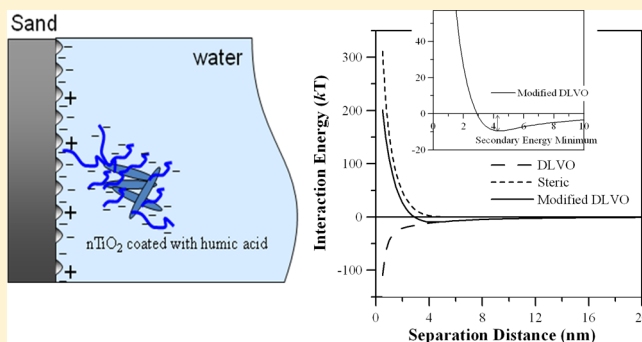 Sand
water
nTiO2 coated with humic acid
Interaction Energy (kT)
300
200
100
0
-100
0
4
8
12
16
20
Separation Distance (nm)
40
20
0
-20
0
2
4
6
8
10
Modified DLVO
Secondary Energy Minimum
DLVO
Steric
Modified DLVO